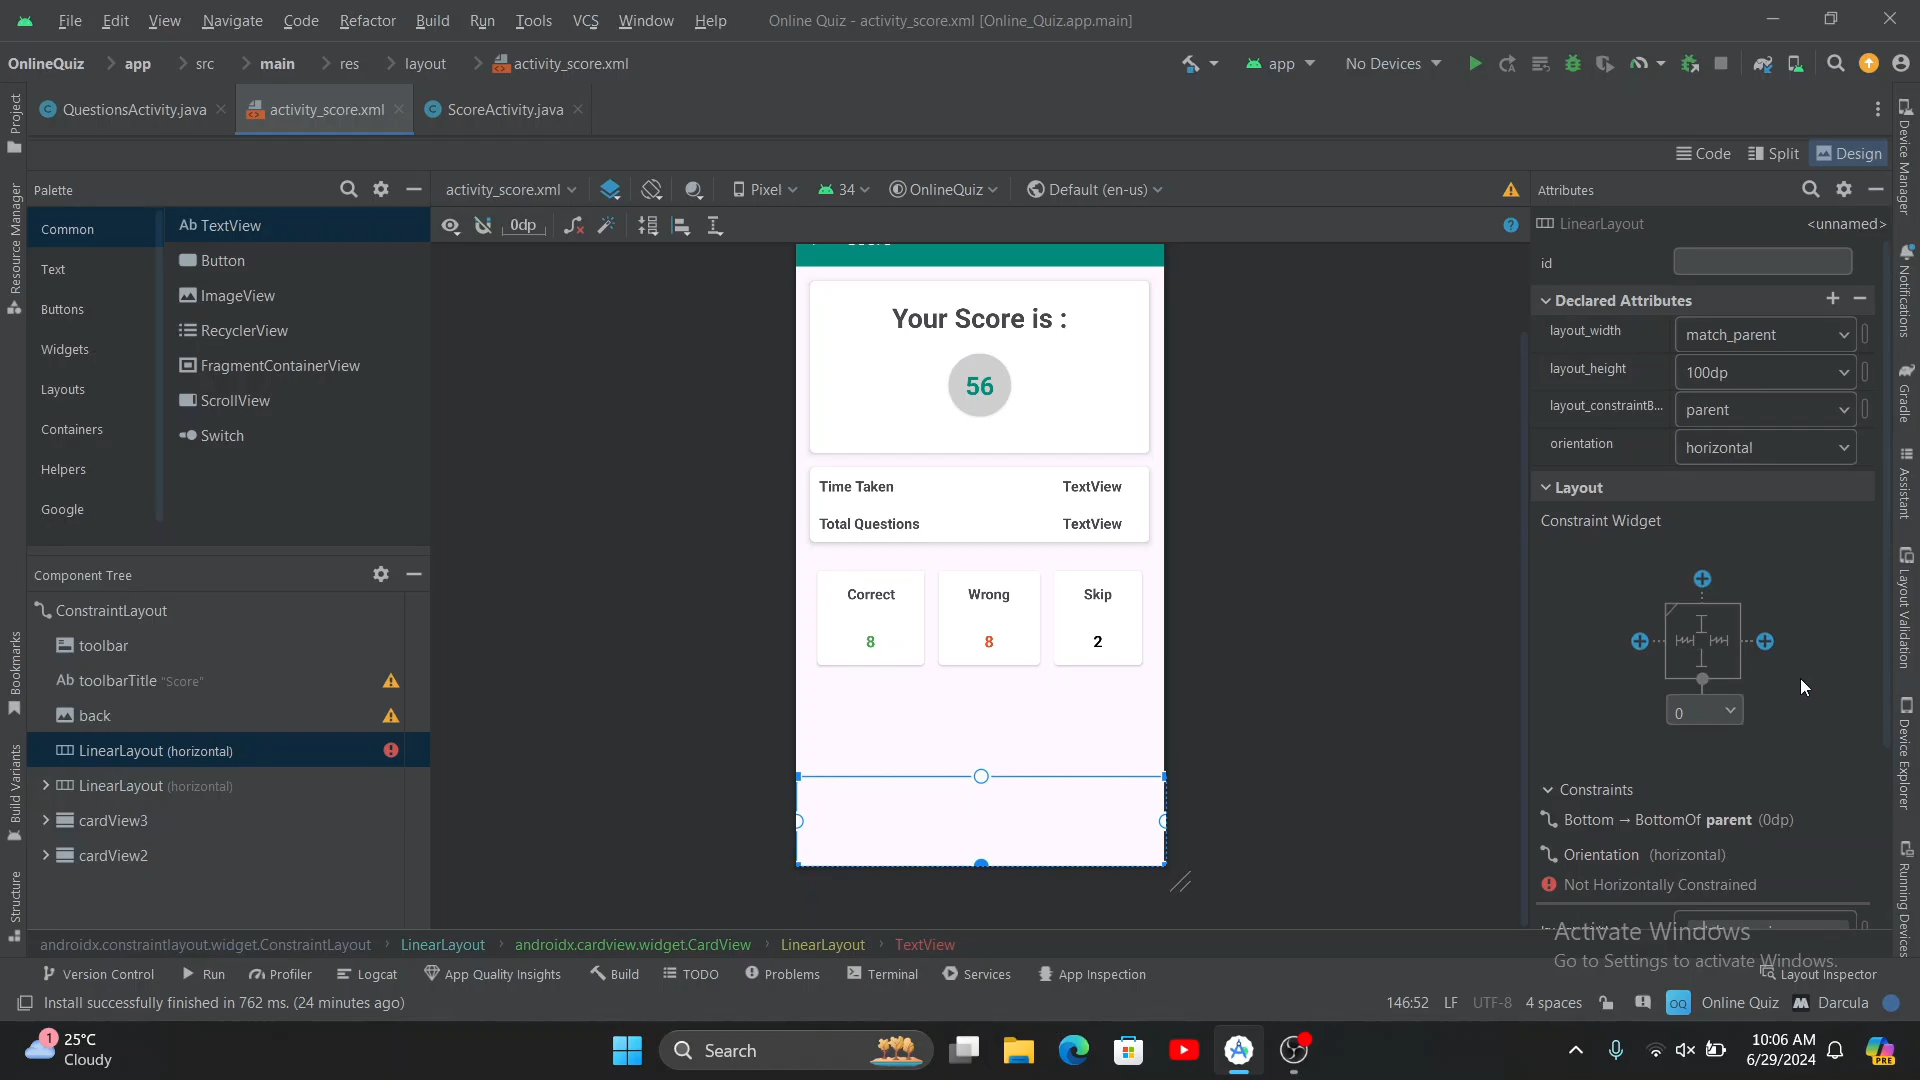 File Edit View Navigate Code Refactor Build Run Tools VCS Window Help Online Quiz - activity_score.xml [Online_Quiz.app.main]
OnlineQuiz app src main res layout activity_score.xml app No Devices
QuestionsActivity.java activity_score.xml ScoreActivity.java
Code Split Design
Palette
Common
Text
Buttons
Widgets
Layouts
Containers
Helpers
Google
Ab TextView
Button
ImageView
RecyclerView
FragmentContainerView
ScrollView
Switch
activity_score.xml Pixel 34 OnlineQuiz Default (en-us)
0dp
Your Score is :
56
Time Taken TextView
Total Questions TextView
Correct Wrong Skip
8 8 2
Component Tree
ConstraintLayout
toolbar
Ab toolbarTitle "Score"
back
LinearLayout (horizontal)
LinearLayout (horizontal)
cardView3
cardView2
Attributes
LinearLayout <unnamed>
id
Declared Attributes
layout_width match_parent
layout_height 100dp
layout_constraintB... parent
orientation horizontal
Layout
Constraint Widget
0
Constraints
Bottom → BottomOf parent (0dp)
Orientation (horizontal)
Not Horizontally Constrained
Activate Windows
Go to Settings to activate Windows.
Project
Resource Manager
Bookmarks
Build Variants
Structure
Device Manager
Notifications
Gradle
Assistant
Layout Validation
Device Explorer
Running Devices
androidx.constraintlayout.widget.ConstraintLayout LinearLayout androidx.cardview.widget.CardView LinearLayout TextView
Version Control Run Profiler Logcat App Quality Insights Build TODO Problems Terminal Services App Inspection Layout Inspector
Install successfully finished in 762 ms. (24 minutes ago) 146:52 LF UTF-8 4 spaces OQ Online Quiz Darcula
1 25°C
Cloudy
Search
10:06 AM
6/29/2024
PRE